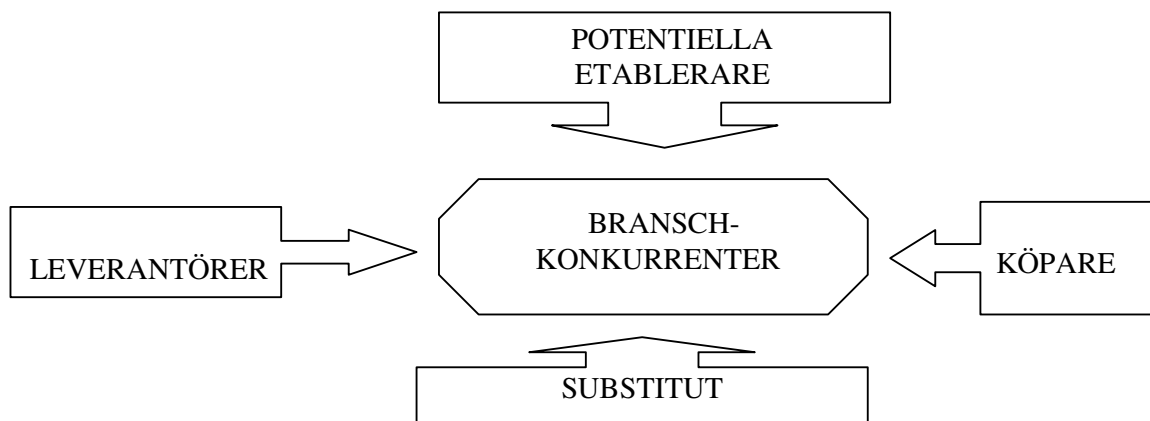 POTENTIELLA
ETABLERARE
BRANSCH-
KONKURRENTER
LEVERANTÖRER
KÖPARE
SUBSTITUT